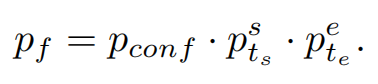 p_f = p_{conf} · p^s_{t_s} · p^e_{t_e}.